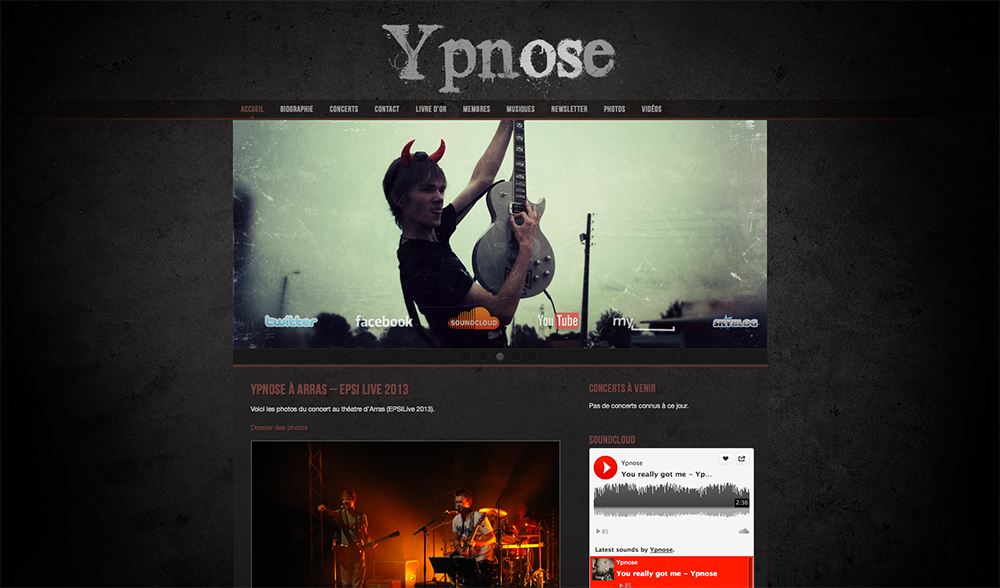 Ypnose
ACCUEIL BIOGRAPHIE CONCERTS CONTACT LIVRE D'OR MEMBRES MUSIQUES NEWSLETTER PHOTOS VIDÉOS
twitter facebook SOUNDCLOUD YouTube my SKYBLOG
YPNOSE À ARRAS – EPSI LIVE 2013
Voici les photos du concert au théatre d'Arras (EPSILive 2013).
Dossier des photos
CONCERTS À VENIR
Pas de concerts connus à ce jour.
SOUNDCLOUD
Ypnose
You really got me - Yp...
2:36
85
Latest sounds by Ypnose.
Ypnose
You really got me - Ypnose
85